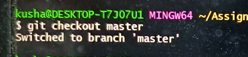 kusha@DESKTOP-T7J07U1 MINGW64 ~/Assign
$ git checkout master
Switched to branch 'master'